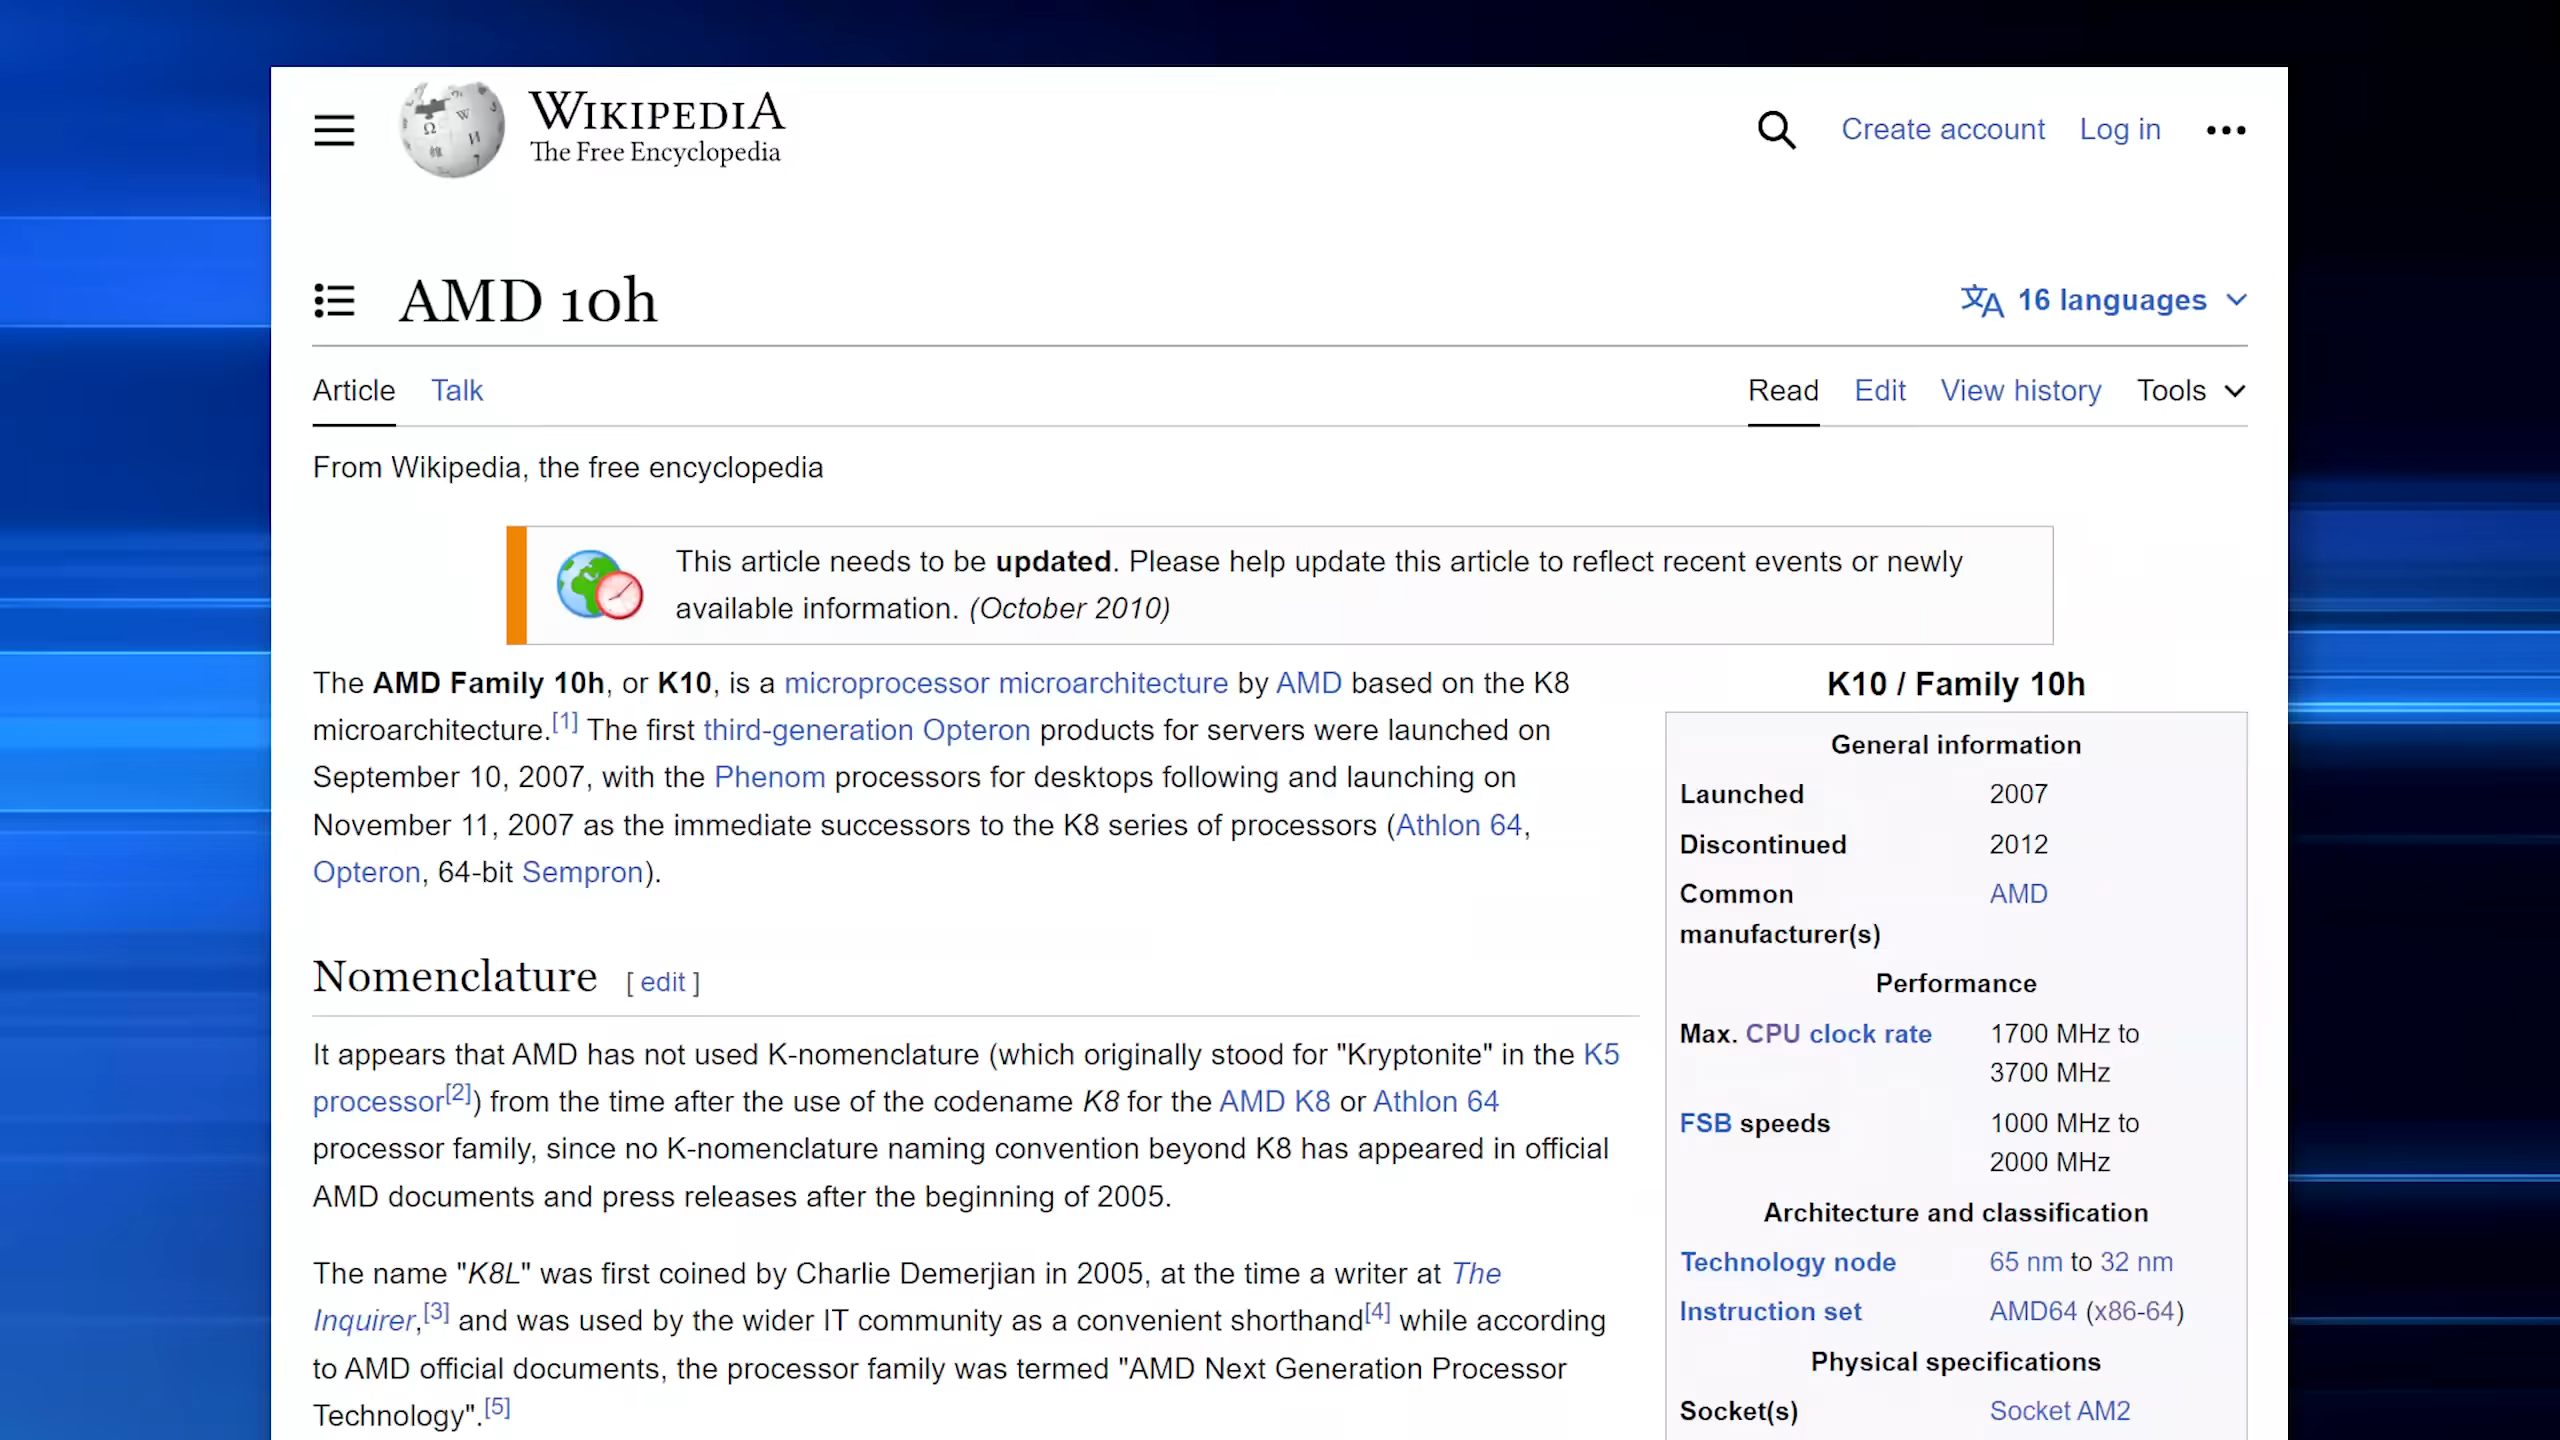 WIKIPEDIA
The Free Encyclopedia
Create account Log in
AMD 10h
16 languages
Article Talk
Read Edit View history Tools
From Wikipedia, the free encyclopedia
This article needs to be updated. Please help update this article to reflect recent events or newly
available information. (October 2010)
The AMD Family 10h, or K10, is a microprocessor microarchitecture by AMD based on the K8
microarchitecture.[1] The first third-generation Opteron products for servers were launched on
September 10, 2007, with the Phenom processors for desktops following and launching on
November 11, 2007 as the immediate successors to the K8 series of processors (Athlon 64,
Opteron, 64-bit Sempron).
Nomenclature [ edit ]
It appears that AMD has not used K-nomenclature (which originally stood for "Kryptonite" in the K5
processor[2]) from the time after the use of the codename K8 for the AMD K8 or Athlon 64
processor family, since no K-nomenclature naming convention beyond K8 has appeared in official
AMD documents and press releases after the beginning of 2005.
The name "K8L" was first coined by Charlie Demerjian in 2005, at the time a writer at The
Inquirer,[3] and was used by the wider IT community as a convenient shorthand[4] while according
to AMD official documents, the processor family was termed "AMD Next Generation Processor
Technology".[5]
K10 / Family 10h
General information
Launched 2007
Discontinued 2012
Common AMD
manufacturer(s)
Performance
Max. CPU clock rate 1700 MHz to
3700 MHz
FSB speeds 1000 MHz to
2000 MHz
Architecture and classification
Technology node 65 nm to 32 nm
Instruction set AMD64 (x86-64)
Physical specifications
Socket(s) Socket AM2